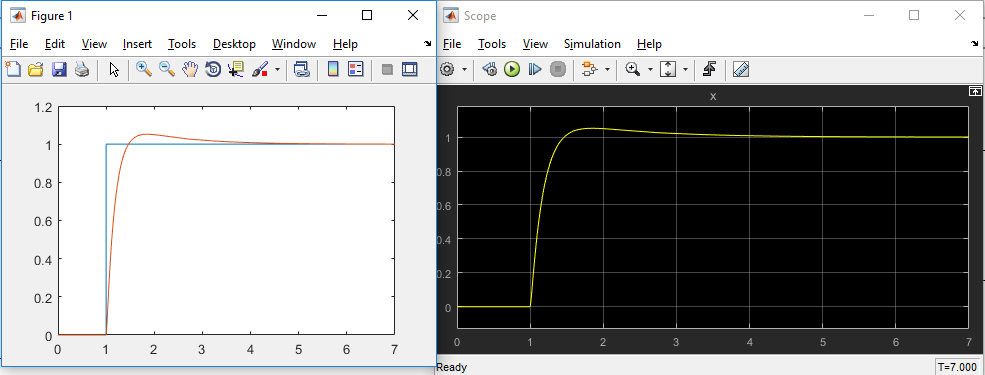 Figure 1
File Edit View Insert Tools Desktop Window Help
1.2
1
0.8
0.6
0.4
0.2
0
0 1 2 3 4 5 6 7
Scope
File Tools View Simulation Help
x
1
0.8
0.6
0.4
0.2
0
0 1 2 3 4 5 6 7
Ready T=7.000